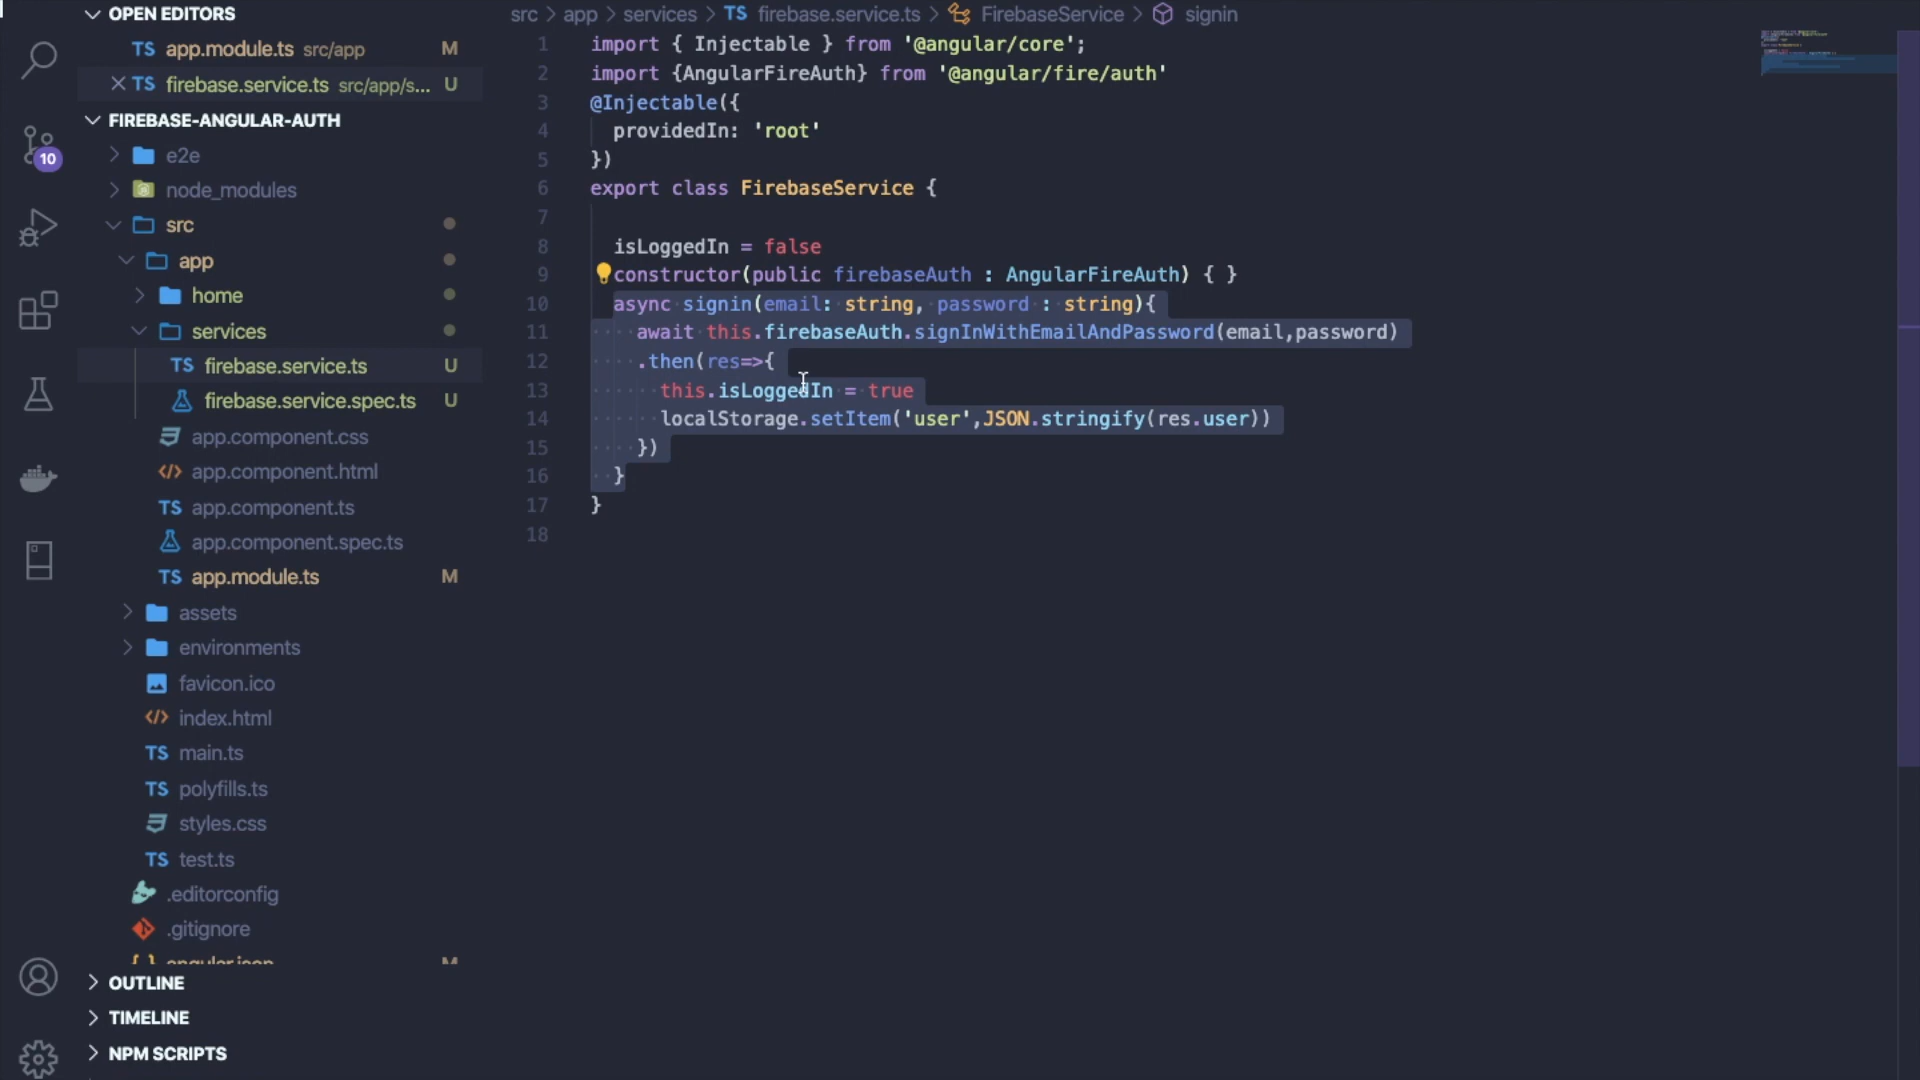 OPEN EDITORS
TS app.module.ts src/app M
TS firebase.service.ts src/app/s... U
FIREBASE-ANGULAR-AUTH
10
e2e
node_modules
src
app
home
services
TS firebase.service.ts U
firebase.service.spec.ts U
app.component.css
app.component.html
TS app.component.ts
app.component.spec.ts
TS app.module.ts M
assets
environments
favicon.ico
index.html
TS main.ts
TS polyfills.ts
styles.css
TS test.ts
.editorconfig
.gitignore
angular.json M
OUTLINE
TIMELINE
NPM SCRIPTS
src > app > services > TS firebase.service.ts > FirebaseService > signin
1 import { Injectable } from '@angular/core';
2 import {AngularFireAuth} from '@angular/fire/auth'
3 @Injectable({
4 providedIn: 'root'
5 })
6 export class FirebaseService {
7
8 isLoggedIn = false
9 constructor(public firebaseAuth : AngularFireAuth) { }
10 async signin(email: string, password : string){
11 await this.firebaseAuth.signInWithEmailAndPassword(email,password)
12 .then(res=>{
13 this.isLoggedIn = true
14 localStorage.setItem('user',JSON.stringify(res.user))
15 })
16 }
17 }
18